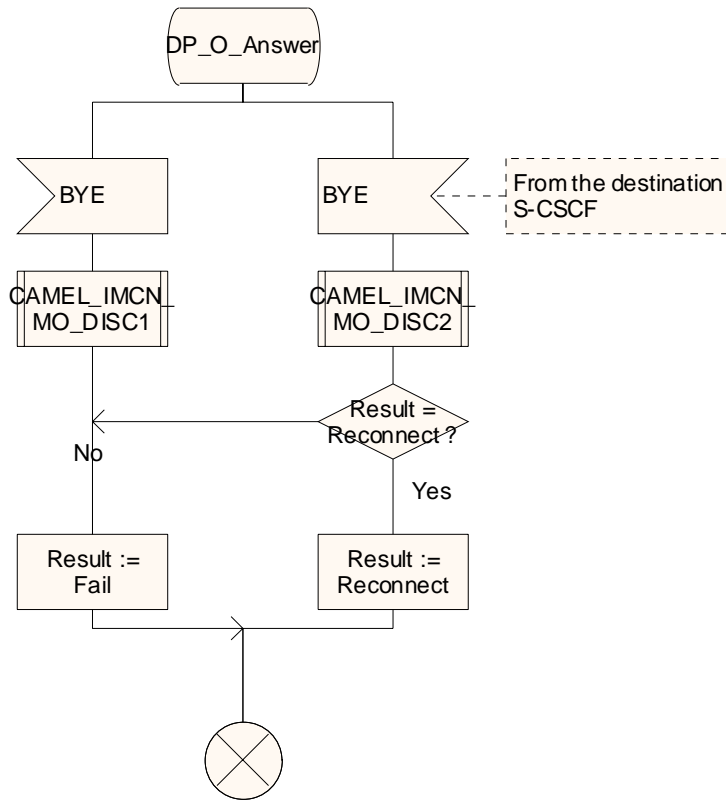 DP_O_Answer
BYE
BYE
From the destination
S-CSCF
CAMEL_IMCN_
MO_DISC1
CAMEL_IMCN_
MO_DISC2
Result =
Reconnect ?
No
Yes
Result :=
Fail
Result :=
Reconnect